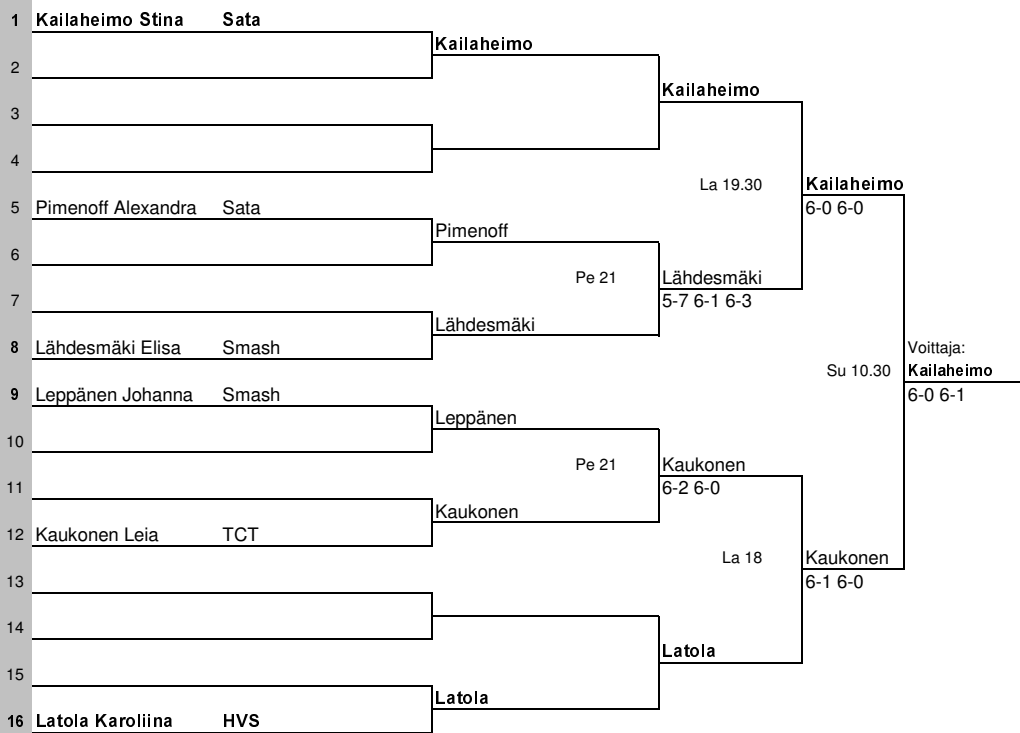 1 Kailaheimo Stina Sata
Kailaheimo
2
Kailaheimo
3
4
La 19.30 Kailaheimo
5 Pimenoff Alexandra Sata
6-0 6-0
Pimenoff
6
Pe 21 Lähdesmäki
7
5-7 6-1 6-3
Lähdesmäki
8 Lähdesmäki Elisa Smash
Voittaja:
Su 10.30 Kailaheimo
9 Leppänen Johanna Smash
6-0 6-1
Leppänen
10
Pe 21 Kaukonen
11
6-2 6-0
Kaukonen
12 Kaukonen Leia TCT
La 18 Kaukonen
13
6-1 6-0
14
Latola
15
Latola
16 Latola Karoliina HVS